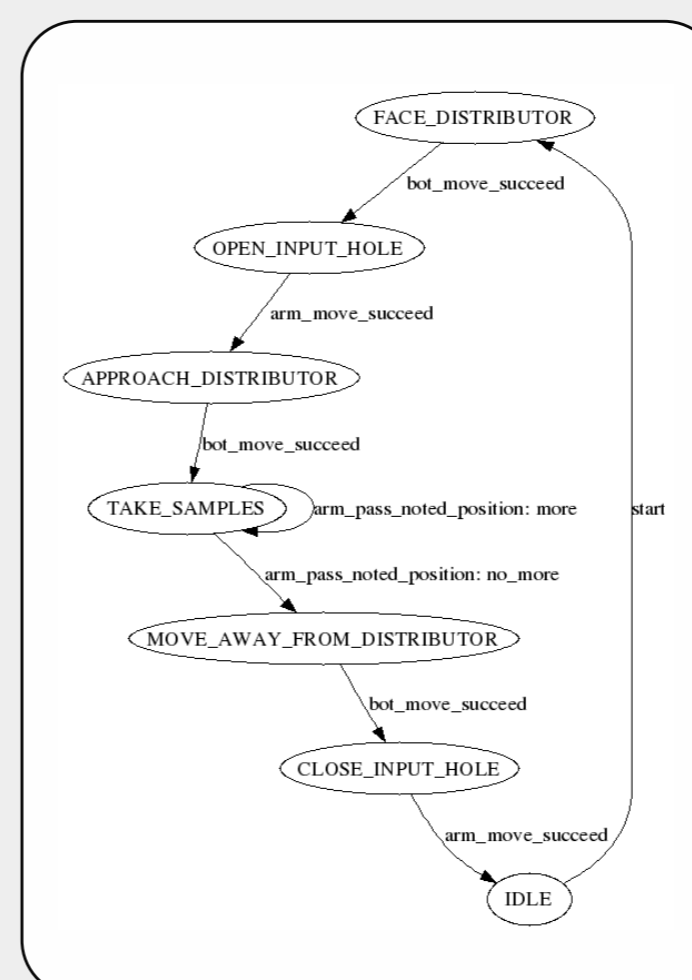 FACE_DISTRIBUTOR
bot_move_succeed
OPEN_INPUT_HOLE
arm_move_succeed
APPROACH_DISTRIBUTOR
bot_move_succeed
TAKE_SAMPLES
arm_pass_noted_position: more
start
arm_pass_noted_position: no_more
MOVE_AWAY_FROM_DISTRIBUTOR
bot_move_succeed
CLOSE_INPUT_HOLE
arm_move_succeed
IDLE